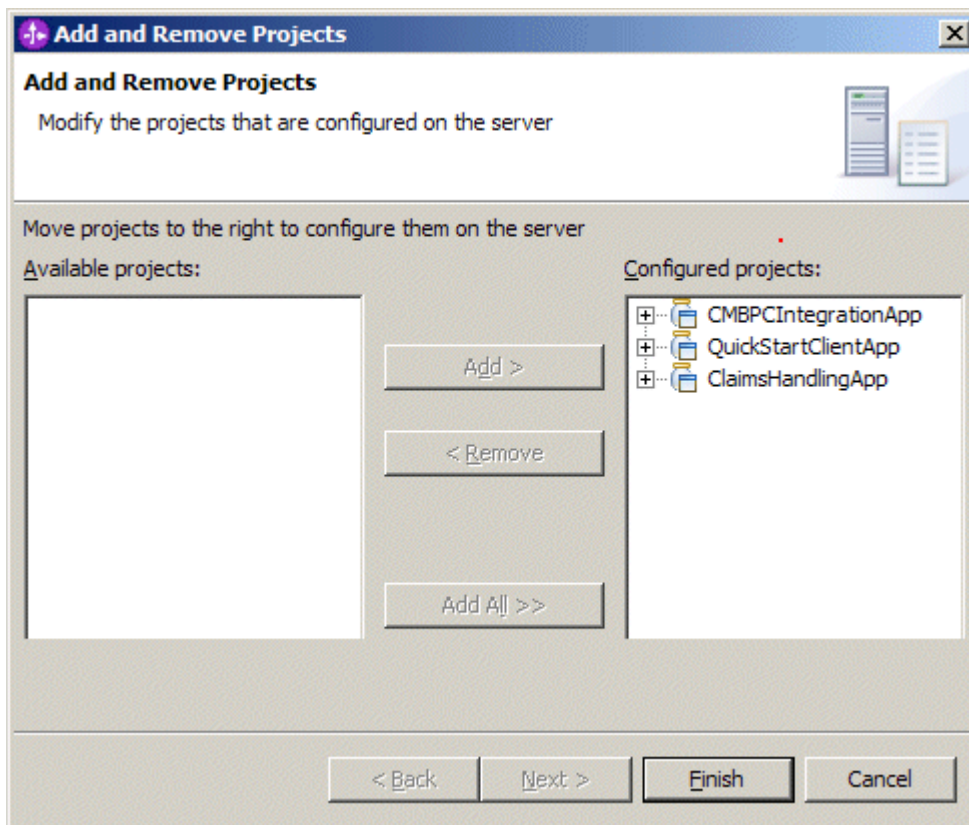 Add and Remove Projects
Add and Remove Projects
Modify the projects that are configured on the server
Move projects to the right to configure them on the server
Available projects:
Configured projects:
CMBPCIntegrationApp
QuickStartClientApp
ClaimsHandlingApp
Add >
< Remove
Add All >>
< Back
Next >
Finish
Cancel